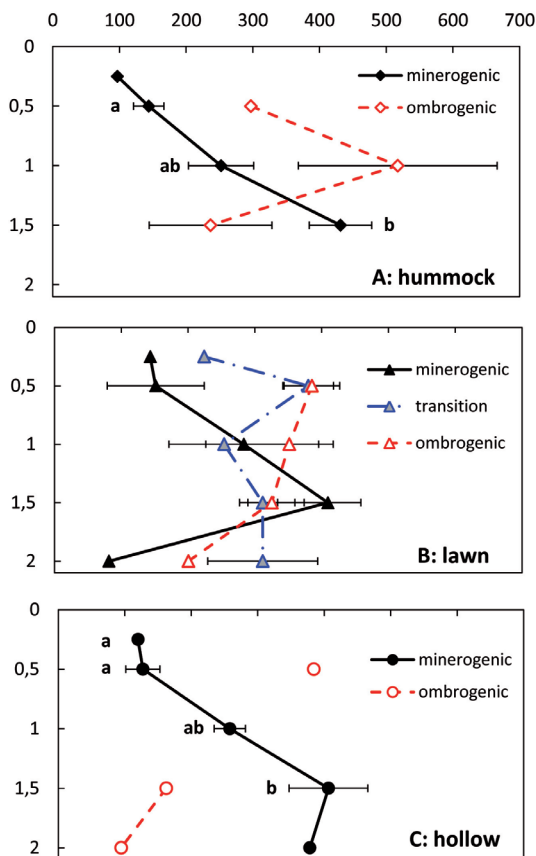 0 100 200 300 400 500 600 700
0
minerogenic
0,5
a
ombrogenic
1
ab
1,5
b
2
A: hummock
0
minerogenic
0,5
transition
1
ombrogenic
1,5
2
B: lawn
0
a
minerogenic
0,5
a
ombrogenic
1
ab
1,5
b
2
C: hollow